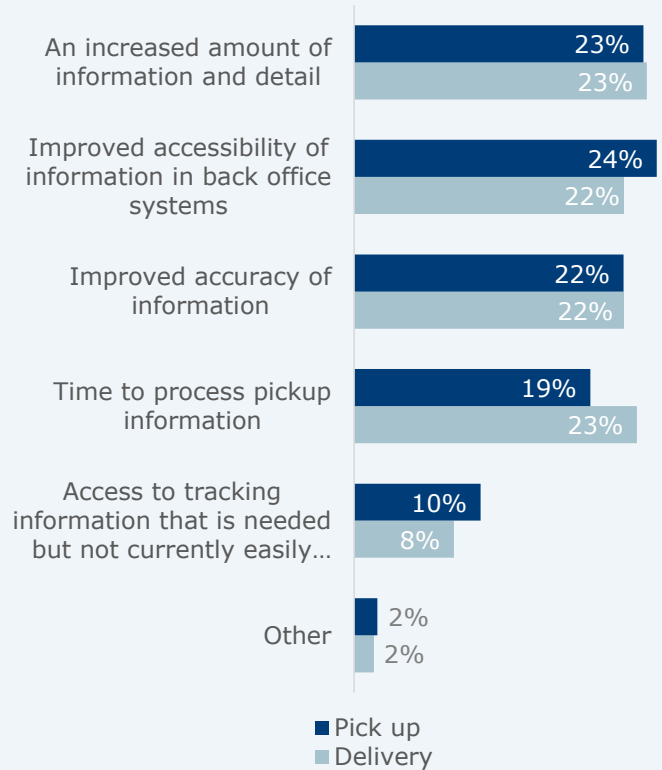 An increased amount of
information and detail
23%
23%
Improved accessibility of
information in back office
systems
24%
22%
Improved accuracy of
information
22%
22%
Time to process pickup
information
19%
23%
Access to tracking
information that is needed
but not currently easily…
10%
8%
Other
2%
2%
Pick up
Delivery